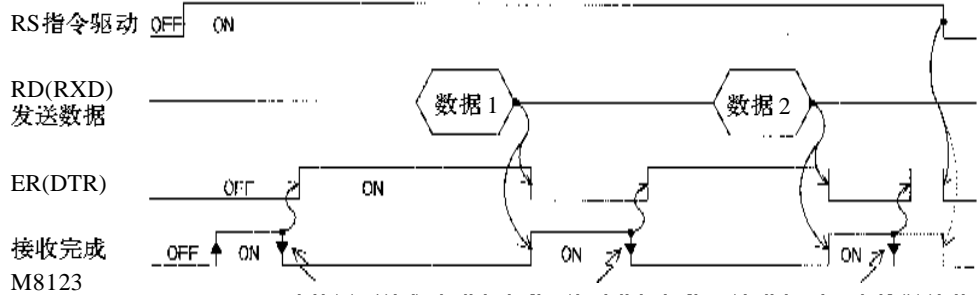 RS指令驱动 OFF ON
RD(RXD)
发送数据
数据1 数据2
ER(DTR) OFF ON
接收完成 OFF ON ON ON
M8123